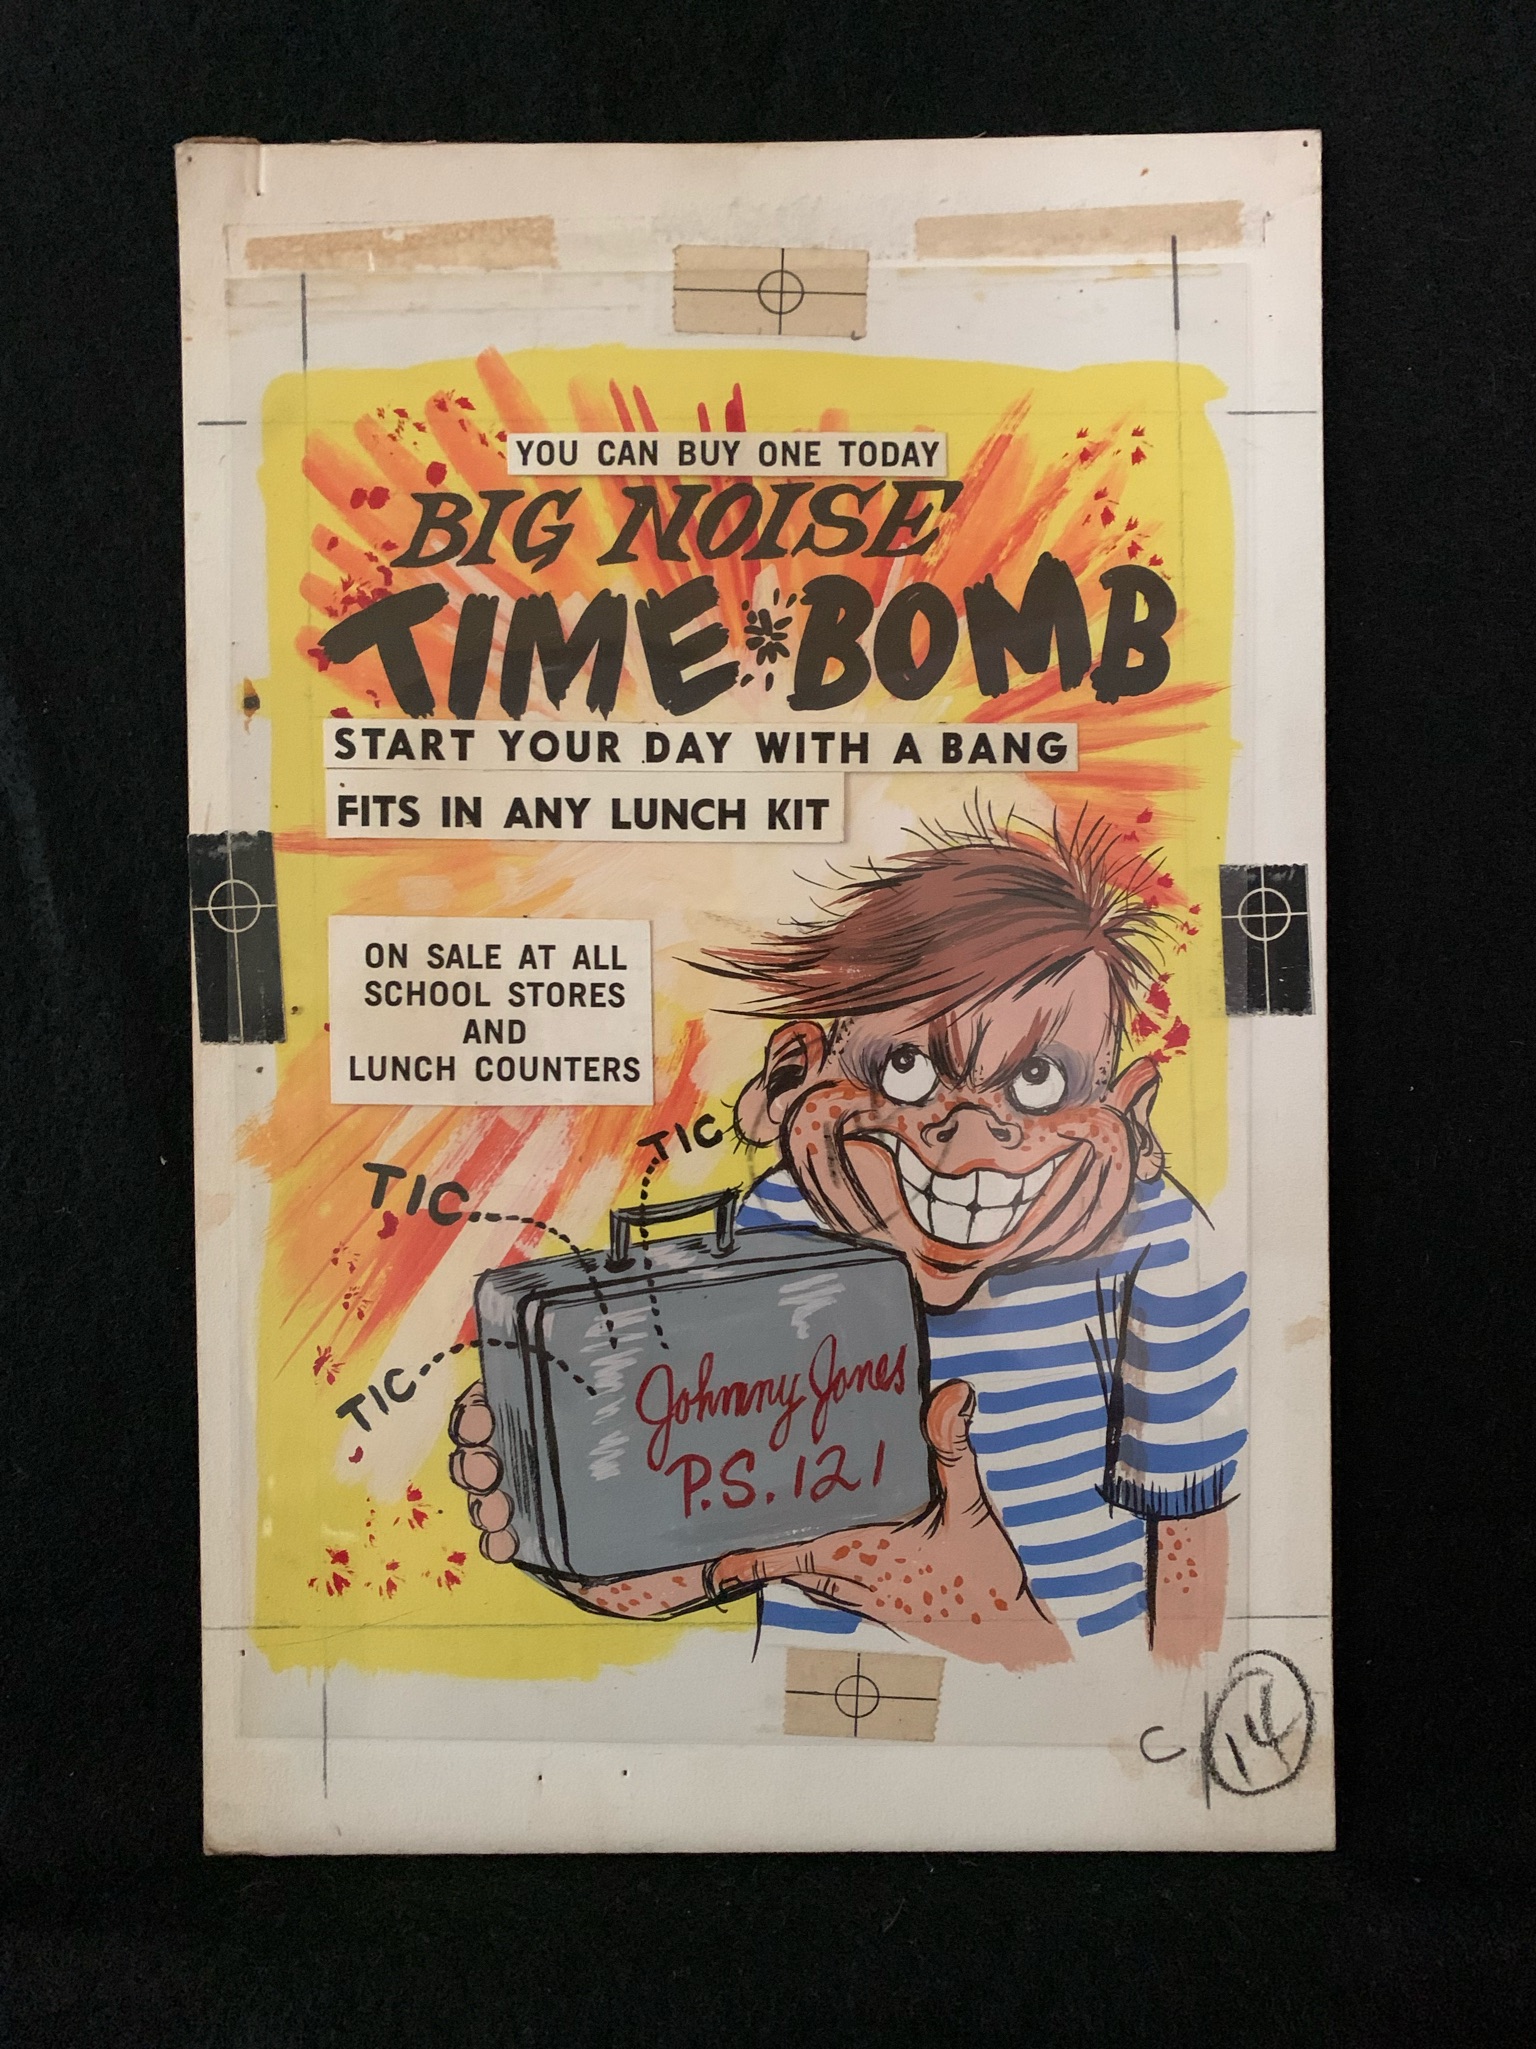 YOU CAN BUY ONE TODAY
BIG NOISE
TIME BOMB
START YOUR DAY WITH A BANG
FITS IN ANY LUNCH KIT
ON SALE AT ALL
SCHOOL STORES
AND
LUNCH COUNTERS
TIC
TIC
TIC
Johnny Jones
P.S. 121
C 14